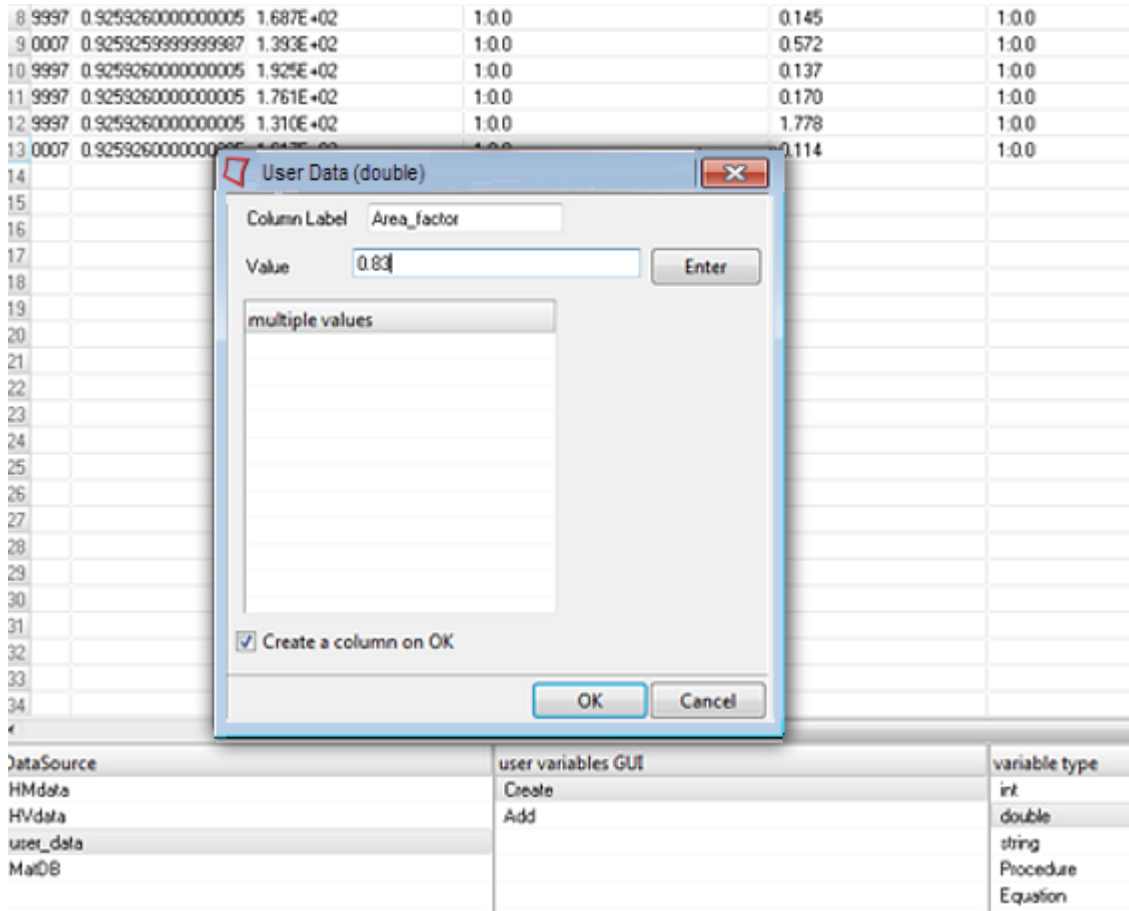 8 9997 0.92592600000000005 1.687E+02 1:0.0 0.145 1:0.0
9 0007 0.92592599999999987 1.393E+02 1:0.0 0.572 1:0.0
10 9997 0.92592600000000005 1.925E+02 1:0.0 0.137 1:0.0
11 9997 0.92592600000000005 1.761E+02 1:0.0 0.170 1:0.0
12 9997 0.92592600000000005 1.310E+02 1:0.0 1.778 1:0.0
13 0007 0.114 1:0.0
User Data (double)
14
15
Column Label Area_factor
16
17
Value 0.83 Enter
18
19
multiple values
20
21
22
23
24
25
26
27
28
29
30
31
Create a column on OK
32
33
34
OK Cancel
DataSource user variables GUI variable type
HMdata Create int
HVdata Add double
user_data string
MatDB Procedure
Equation